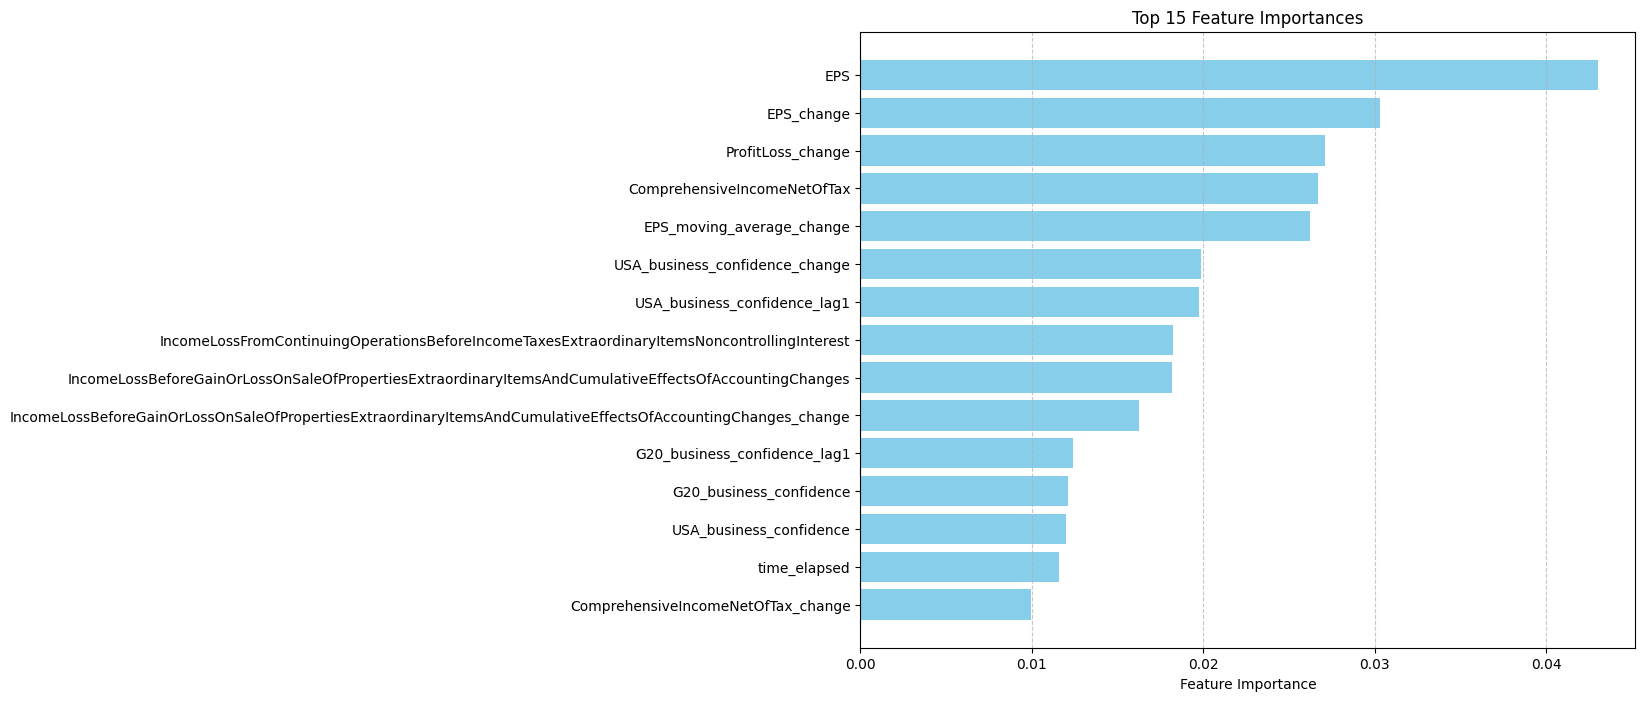 Top 15 Feature Importances
EPS
EPS_change
ProfitLoss_change
ComprehensiveIncomeNetOfTax
EPS_moving_average_change
USA_business_confidence_change
USA_business_confidence_lag1
IncomeLossFromContinuingOperationsBeforeIncomeTaxesExtraordinaryItemsNoncontrollingInterest
IncomeLossBeforeGainOrLossOnSaleOfPropertiesExtraordinaryItemsAndCumulativeEffectsOfAccountingChanges
IncomeLossBeforeGainOrLossOnSaleOfPropertiesExtraordinaryItemsAndCumulativeEffectsOfAccountingChanges_change
G20_business_confidence_lag1
G20_business_confidence
USA_business_confidence
time_elapsed
ComprehensiveIncomeNetOfTax_change
0.00 0.01 0.02 0.03 0.04
Feature Importance